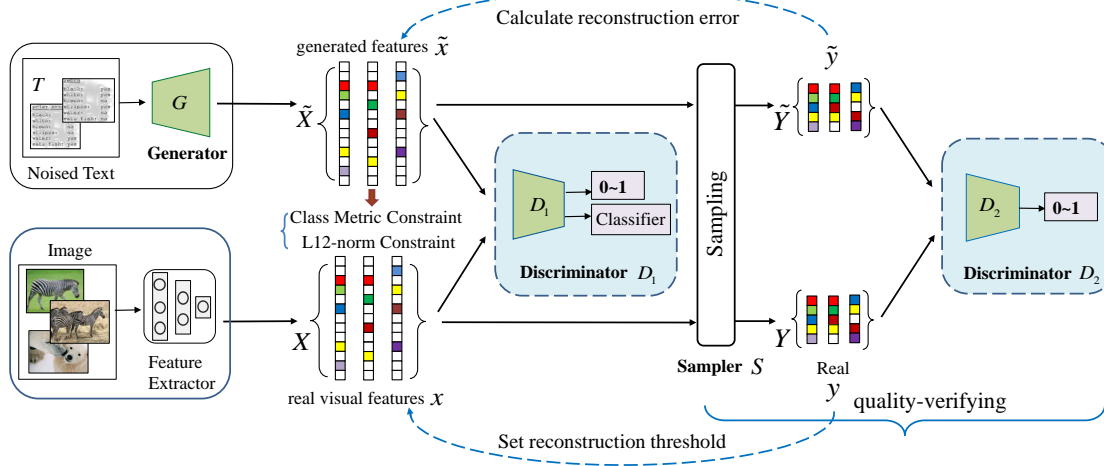 Calculate reconstruction error
generated features x̃
ỹ
T
G
Generator
Noised Text
X̃
Ỹ
Class Metric Constraint
L12-norm Constraint
D₁
0~1
Classifier
Discriminator D₁
Sampling
D₂
0~1
Discriminator D₂
Image
Feature
Extractor
X
real visual features x
Sampler S
Y
Real
y
quality-verifying
Set reconstruction threshold